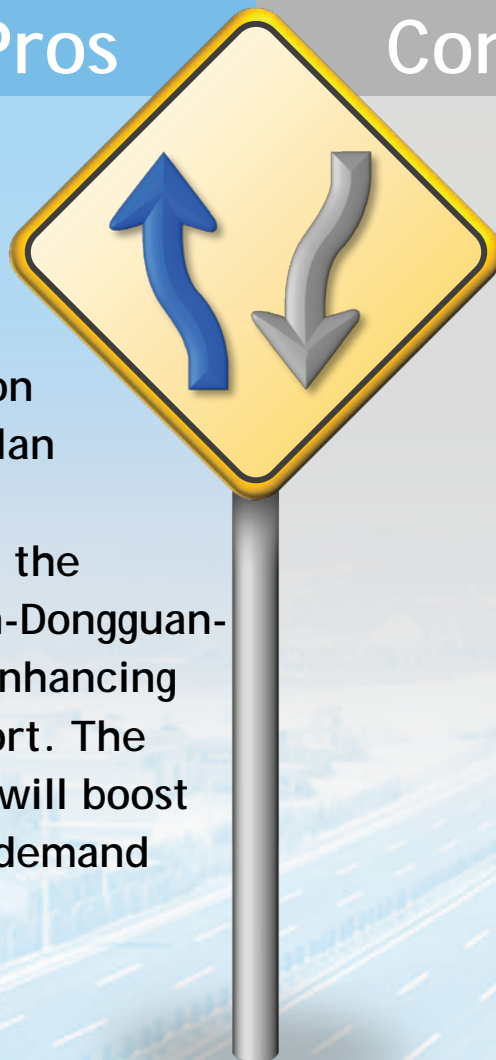 Pros
Con
on
lan
the
n-Dongguan-
nhancing
ort. The
will boost
demand